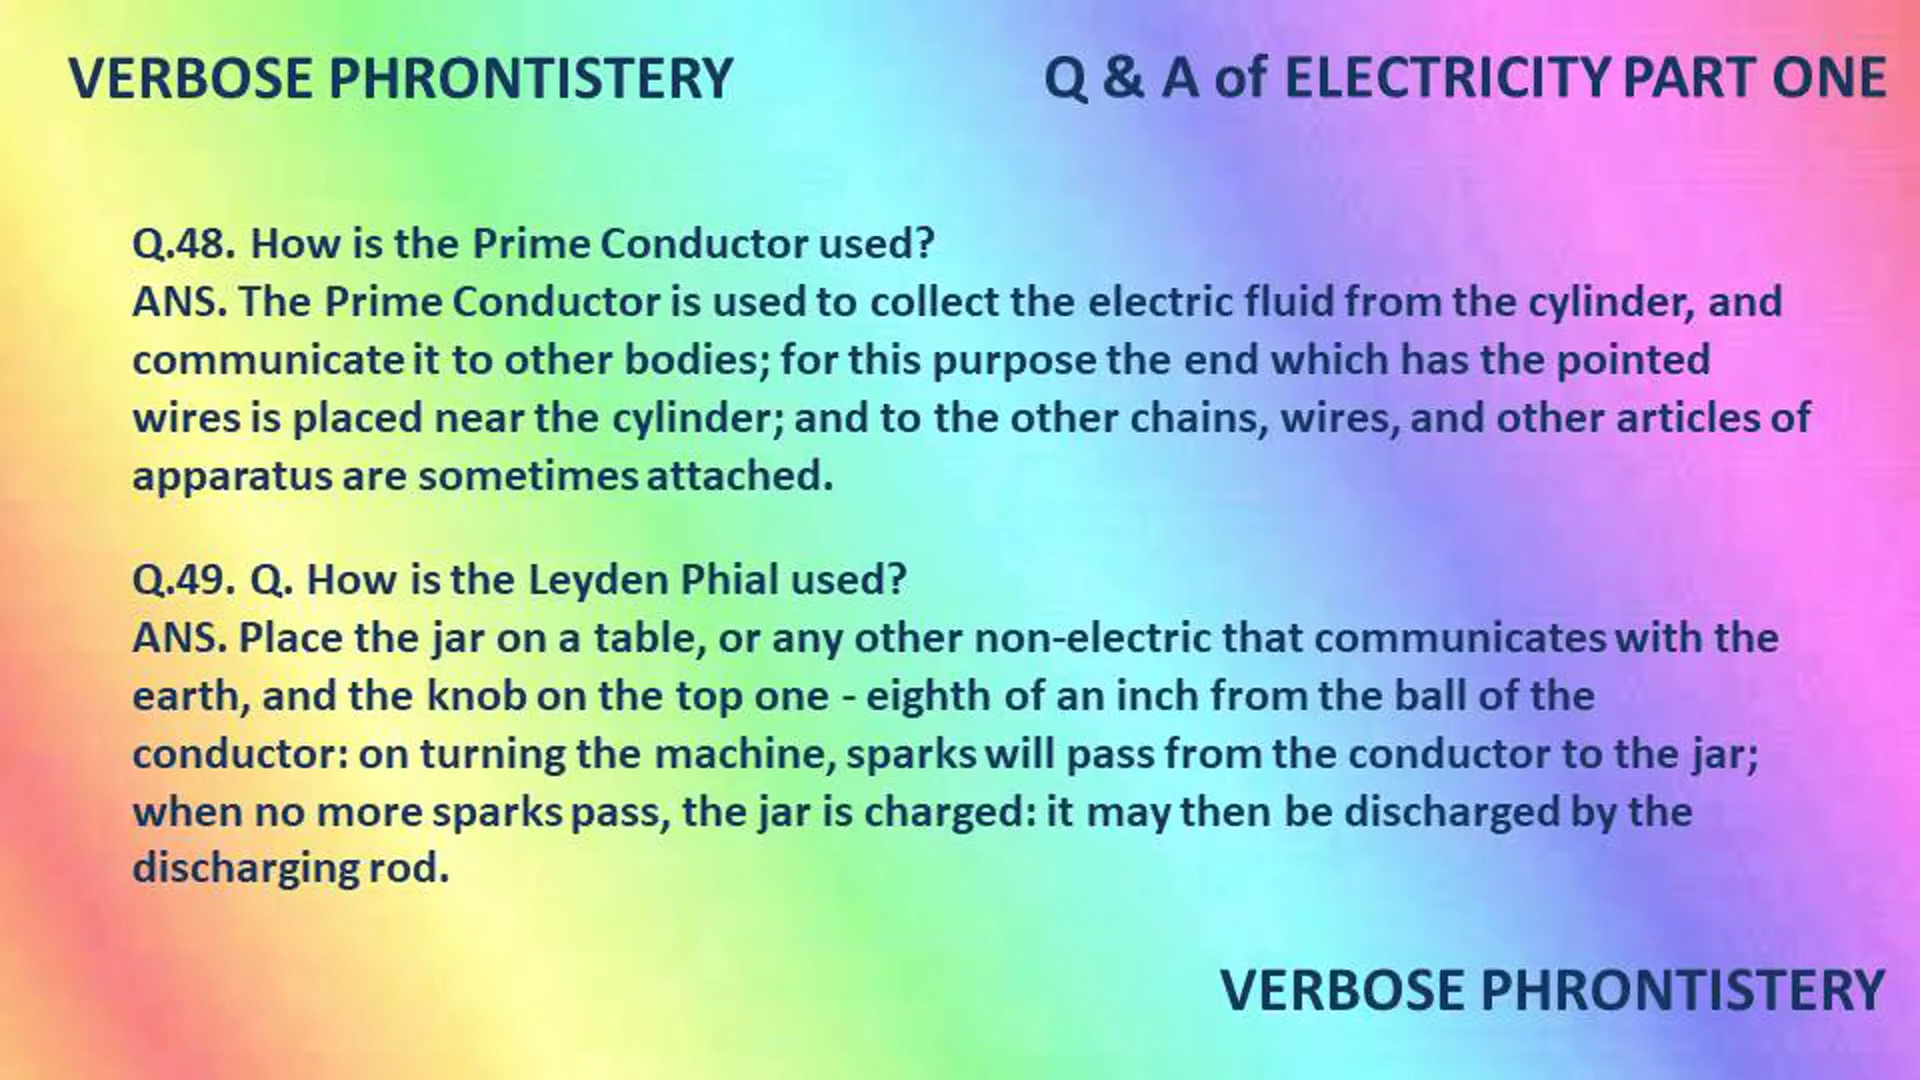 VERBOSE PHRONTISTERY
Q & A of ELECTRICITY PART ONE
Q.48. How is the Prime Conductor used?
ANS. The Prime Conductor is used to collect the electric fluid from the cylinder, and
communicate it to other bodies; for this purpose the end which has the pointed
wires is placed near the cylinder; and to the other chains, wires, and other articles of
apparatus are sometimes attached.
Q.49. Q. How is the Leyden Phial used?
ANS. Place the jar on a table, or any other non-electric that communicates with the
earth, and the knob on the top one - eighth of an inch from the ball of the
conductor: on turning the machine, sparks will pass from the conductor to the jar;
when no more sparks pass, the jar is charged: it may then be discharged by the
discharging rod.
VERBOSE PHRONTISTERY